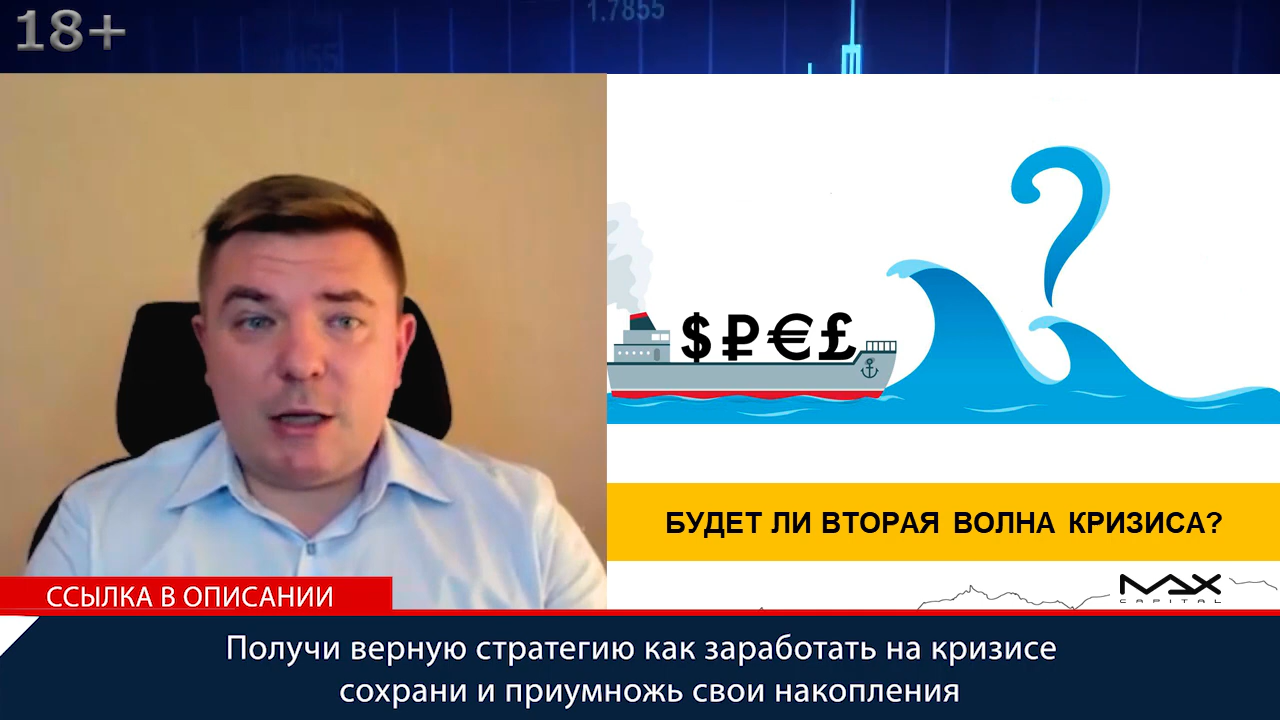 18+
1.7855
$₽€£
БУДЕТ ЛИ ВТОРАЯ ВОЛНА КРИЗИСА?
MAX
CAPITAL
ССЫЛКА В ОПИСАНИИ
Получи верную стратегию как заработать на кризисе
сохрани и приумножь свои накопления